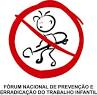 FÓRUM NACIONAL DE PREVENÇÃO E
ERRADICAÇÃO DO TRABALHO INFANTIL